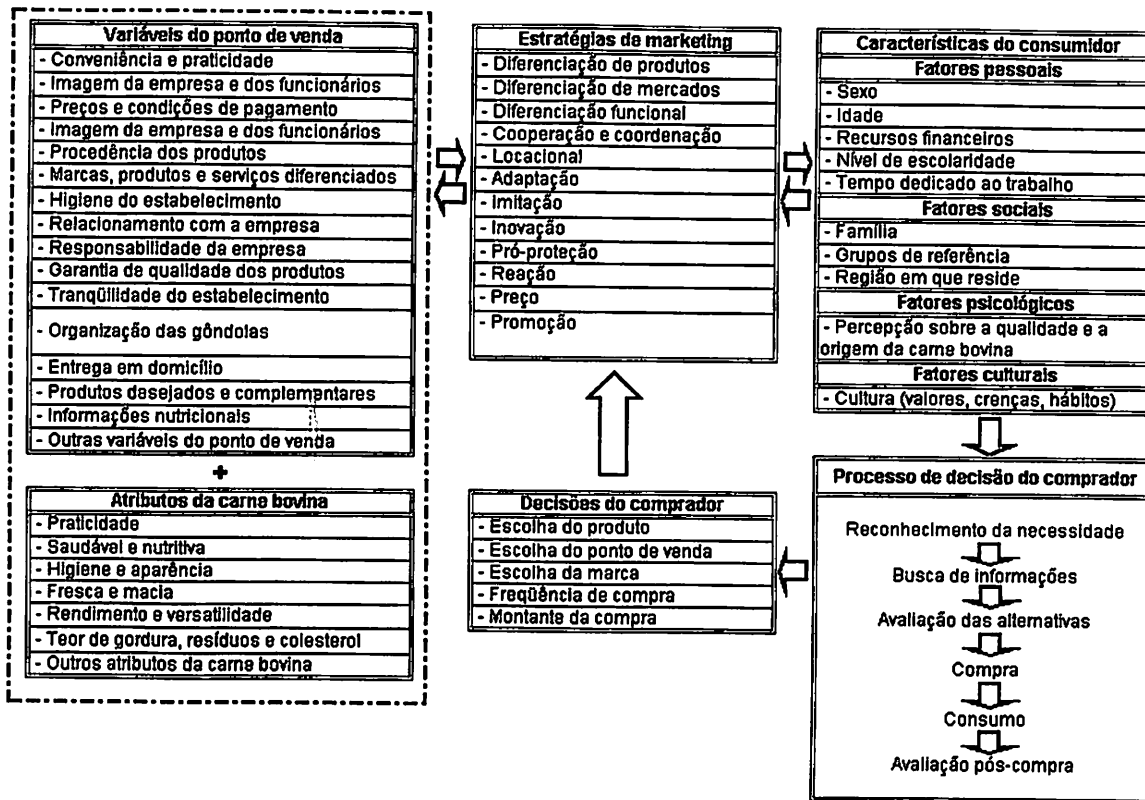 Variáveis do ponto de venda
- Conveniência e praticidade
- Imagem da empresa e dos funcionários
- Preços e condições de pagamento
- Imagem da empresa e dos funcionários
- Procedência dos produtos
- Marcas, produtos e serviços diferenciados
- Higiene do estabelecimento
- Relacionamento com a empresa
- Responsabilidade da empresa
- Garantia de qualidade dos produtos
- Tranqüilidade do estabelecimento
- Organização das gôndolas
- Entrega em domicílio
- Produtos desejados e complementares
- Informações nutricionais
- Outras variáveis do ponto de venda
+
Atributos da carne bovina
- Praticidade
- Saudável e nutritiva
- Higiene e aparência
- Fresca e macia
- Rendimento e versatilidade
- Teor de gordura, resíduos e colesterol
- Outros atributos da carne bovina
Estratégias de marketing
- Diferenciação de produtos
- Diferenciação de mercados
- Diferenciação funcional
- Cooperação e coordenação
- Locacional
- Adaptação
- Imitação
- Inovação
- Pró-proteção
- Reação
- Preço
- Promoção
Características do consumidor
Fatores pessoais
- Sexo
- Idade
- Recursos financeiros
- Nível de escolaridade
- Tempo dedicado ao trabalho
Fatores sociais
- Família
- Grupos de referência
- Região em que reside
Fatores psicológicos
- Percepção sobre a qualidade e a
origem da carne bovina
Fatores culturais
- Cultura (valores, crenças, hábitos)
Processo de decisão do comprador
Reconhecimento da necessidade
Busca de informações
Avaliação das alternativas
Compra
Consumo
Avaliação pós-compra
Decisões do comprador
- Escolha do produto
- Escolha do ponto de venda
- Escolha da marca
- Freqüência de compra
- Montante da compra